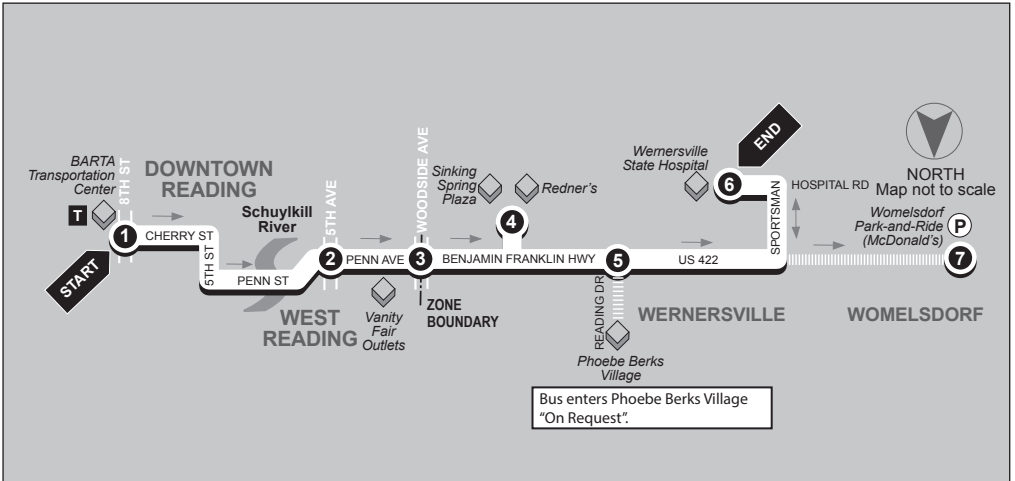 BARTA
Transportation
Center
T
8TH ST
DOWNTOWN
READING
1
START
CHERRY ST
5TH ST
Schuylkill
River
PENN ST
5TH AVE
2
WEST
READING
PENN AVE
Vanity
Fair
Outlets
WOODSIDE AVE
3
ZONE
BOUNDARY
Sinking
Spring
Plaza
Redner's
4
BENJAMIN FRANKLIN HWY
5
READING DR
Phoebe Berks
Village
Bus enters Phoebe Berks Village
“On Request”.
US 422
WERNERSVILLE
Wernersville
State Hospital
6
END
SPORTSMAN
HOSPITAL RD
NORTH
Map not to scale
Womelsdorf
Park-and-Ride
(McDonald's)
P
7
WOMELSDORF